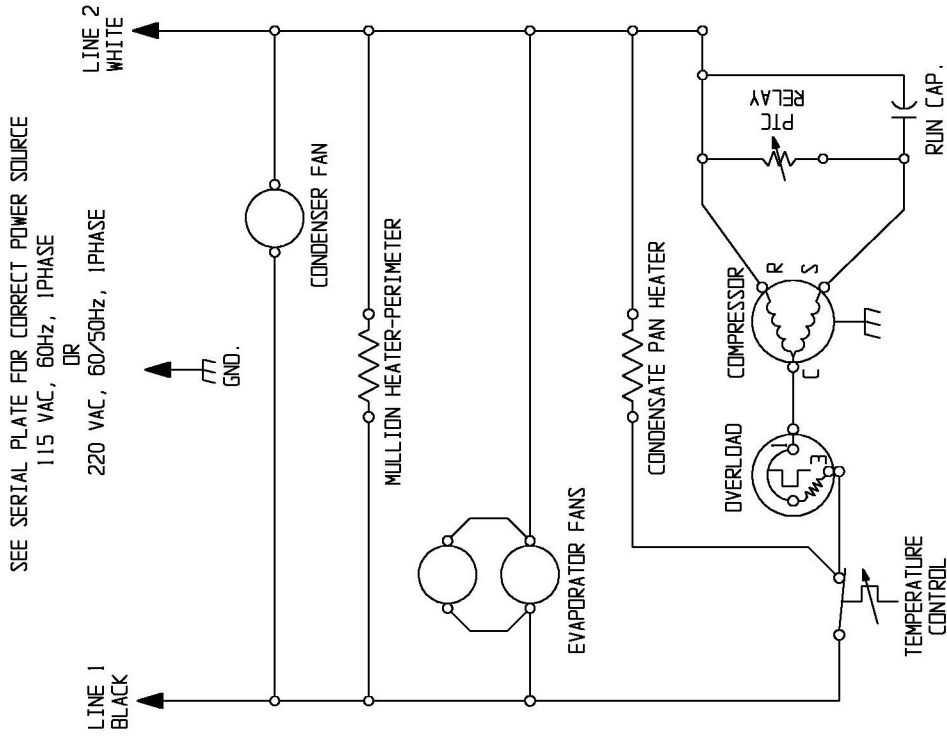 SEE SERIAL PLATE FOR CORRECT POWER SOURCE
115 VAC, 60Hz, 1PHASE
OR
220 VAC, 60/50Hz, 1PHASE
LINE 1
BLACK
LINE 2
WHITE
GND.
CONDENSER FAN
MULLION HEATER-PERIMETER
EVAPORATOR FANS
CONDENSATE PAN HEATER
TEMPERATURE
CONTROL
OVERLOAD
1
3
COMPRESSOR
C
R
S
PTC
RELAY
RUN CAP.